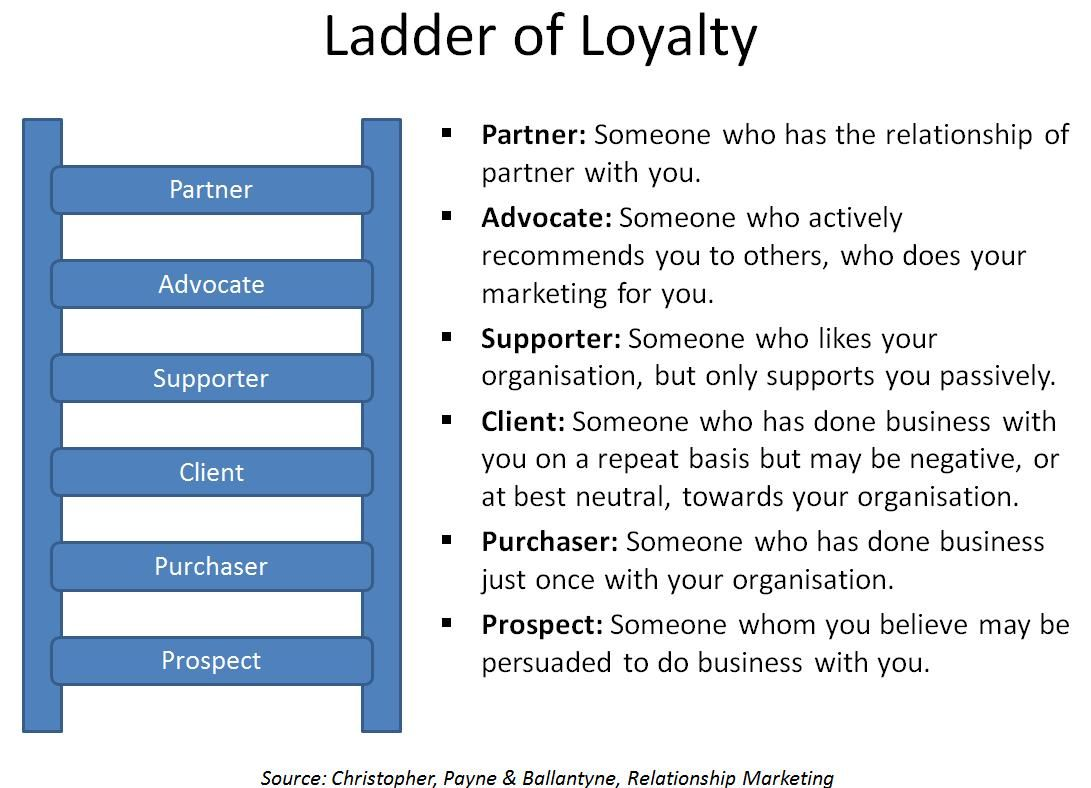 Ladder of Loyalty
Partner
Advocate
Supporter
Client
Purchaser
Prospect
▪ Partner: Someone who has the relationship of
partner with you.
▪ Advocate: Someone who actively
recommends you to others, who does your
marketing for you.
▪ Supporter: Someone who likes your
organisation, but only supports you passively.
▪ Client: Someone who has done business with
you on a repeat basis but may be negative, or
at best neutral, towards your organisation.
▪ Purchaser: Someone who has done business
just once with your organisation.
▪ Prospect: Someone whom you believe may be
persuaded to do business with you.
Source: Christopher, Payne & Ballantyne, Relationship Marketing